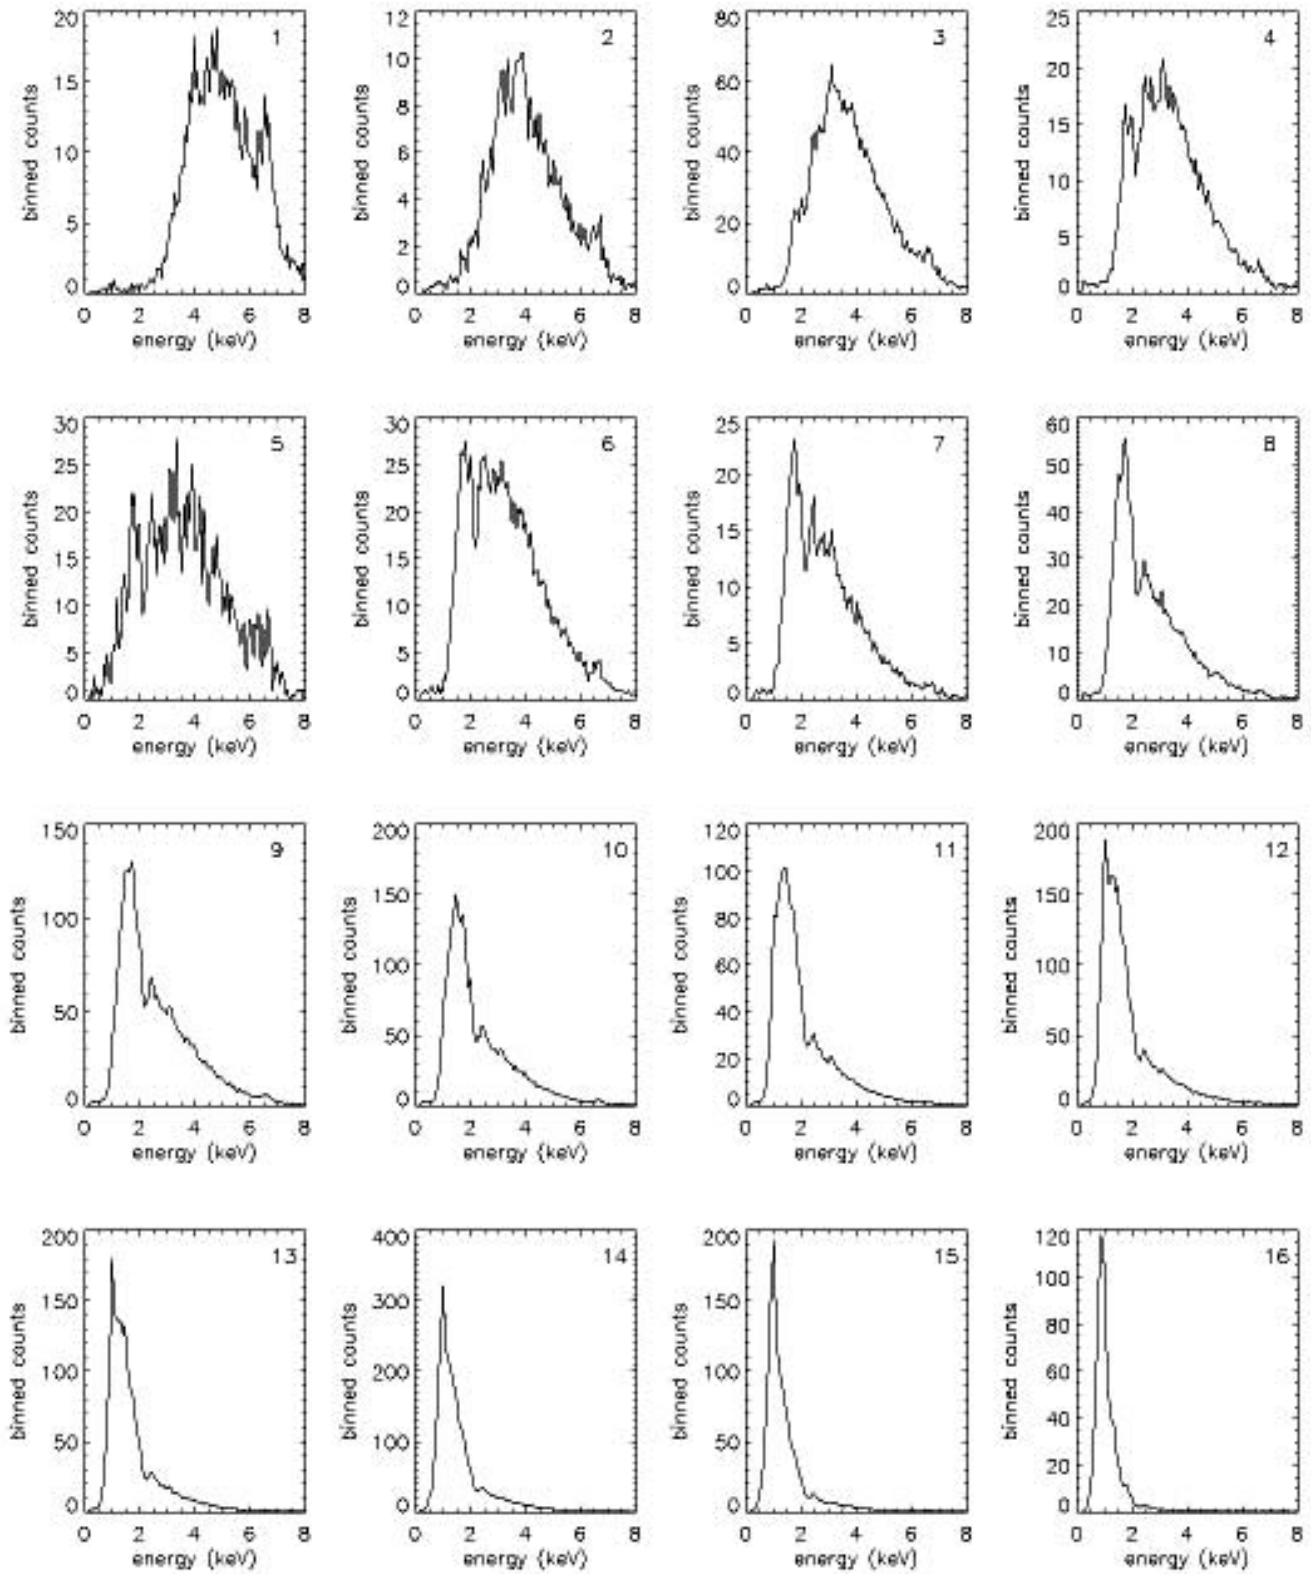 20 12 80 25
1 2 3 4
15 10 60 20
8 15
10 6 40 10
5 4 20 5
2
0 0 0 0
binned counts binned counts binned counts binned counts
0 2 4 6 8 0 2 4 6 8 0 2 4 6 8 0 2 4 6 8
energy (keV) energy (keV) energy (keV) energy (keV)
30 30 25 60
5 6 7 8
25 25 20 50
20 20 15 40
15 15 10 30
10 10 5 20
5 5 10
0 0 0 0
binned counts binned counts binned counts binned counts
0 2 4 6 8 0 2 4 6 8 0 2 4 6 8 0 2 4 6 8
energy (keV) energy (keV) energy (keV) energy (keV)
150 200 120 200
9 10 11 12
100 150 100 150
50 100 80 100
50 60 50
40
20
0 0 0 0
binned counts binned counts binned counts binned counts
0 2 4 6 8 0 2 4 6 8 0 2 4 6 8 0 2 4 6 8
energy (keV) energy (keV) energy (keV) energy (keV)
200 400 200 120
13 14 15 16
150 300 150 100
100 200 100 80
50 100 50 60
40
20
0 0 0 0
binned counts binned counts binned counts binned counts
0 2 4 6 8 0 2 4 6 8 0 2 4 6 8 0 2 4 6 8
energy (keV) energy (keV) energy (keV) energy (keV)